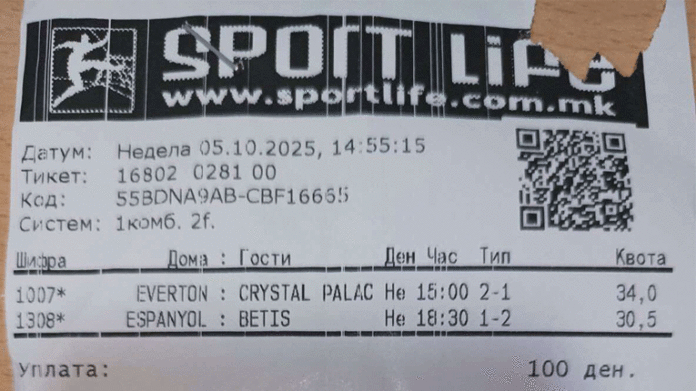 SPORT LiFe
www.sportlife.com.mk
Датум: Недела 05.10.2025, 14:55:15
Тикет: 16802 0281 00
Код: 55BDNA9AB-CBF16665
Систем: 1комб. 2f.
Шифра Дома : Гости Ден Час Тип Квота
1007* EVERTON : CRYSTAL PALAC Не 15:00 2-1 34,0
1308* ESPANYOL : BETIS Не 18:30 1-2 30,5
Уплата: 100 ден.